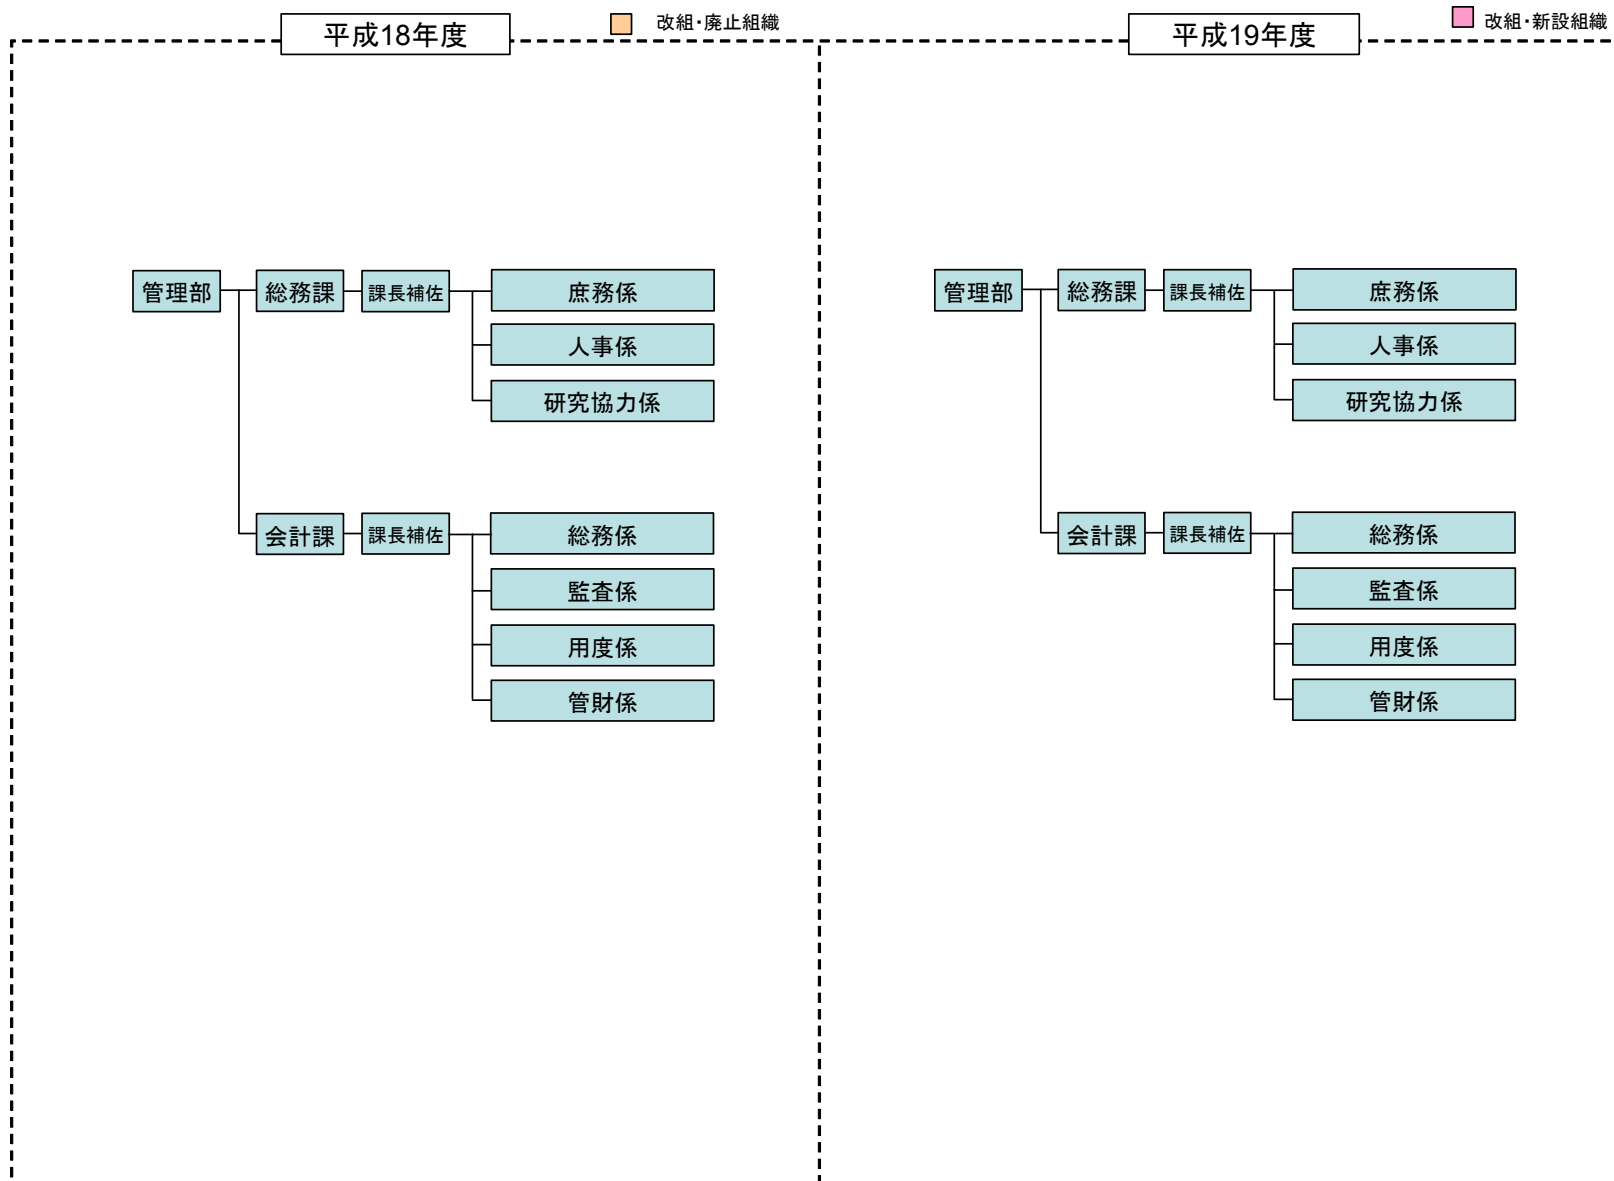 平成18年度
改組・廃止組織
管理部
総務課
課長補佐
庶務係
人事係
研究協力係
会計課
課長補佐
総務係
監査係
用度係
管財係
平成19年度
改組・新設組織
管理部
総務課
課長補佐
庶務係
人事係
研究協力係
会計課
課長補佐
総務係
監査係
用度係
管財係